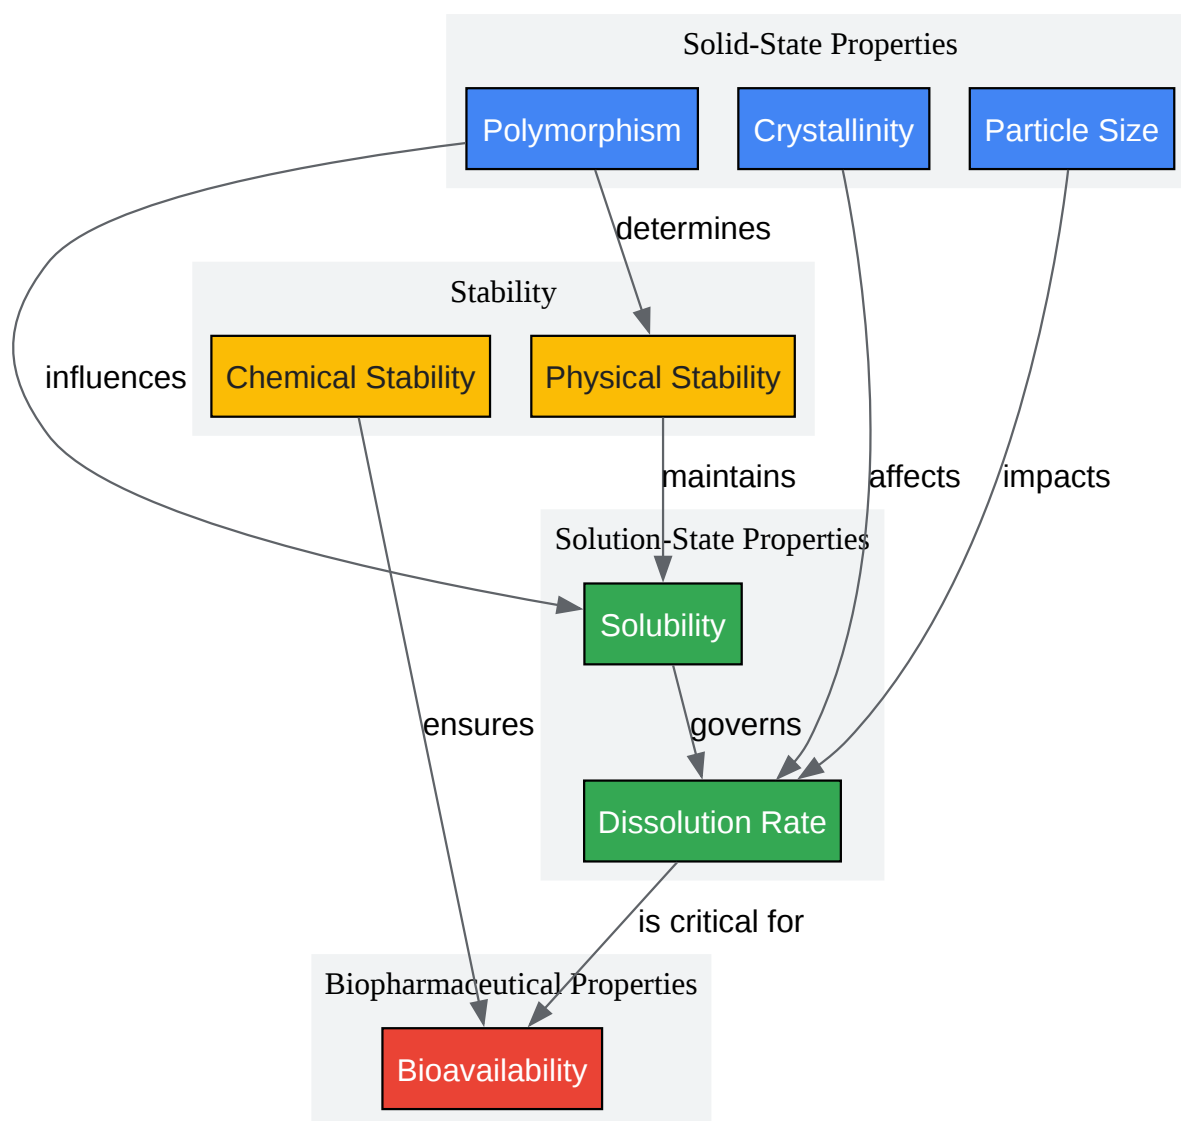 Solid-State Properties
Polymorphism
Crystallinity
Particle Size
determines
Stability
Chemical Stability
Physical Stability
influences
maintains
affects
impacts
Solution-State Properties
Solubility
ensures
governs
Dissolution Rate
is critical for
Biopharmaceutical Properties
Bioavailability